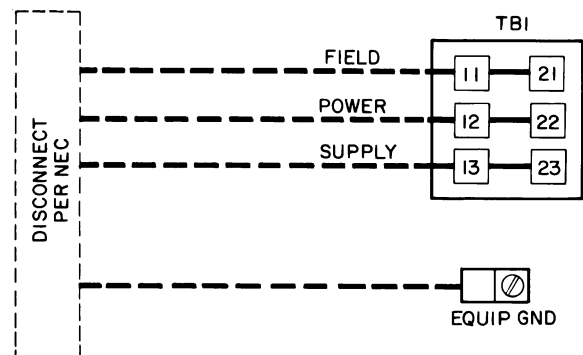 TB1
FIELD
11 21
POWER
12 22
SUPPLY
13 23
DISCONNECT
PER NEC
EQUIP GND